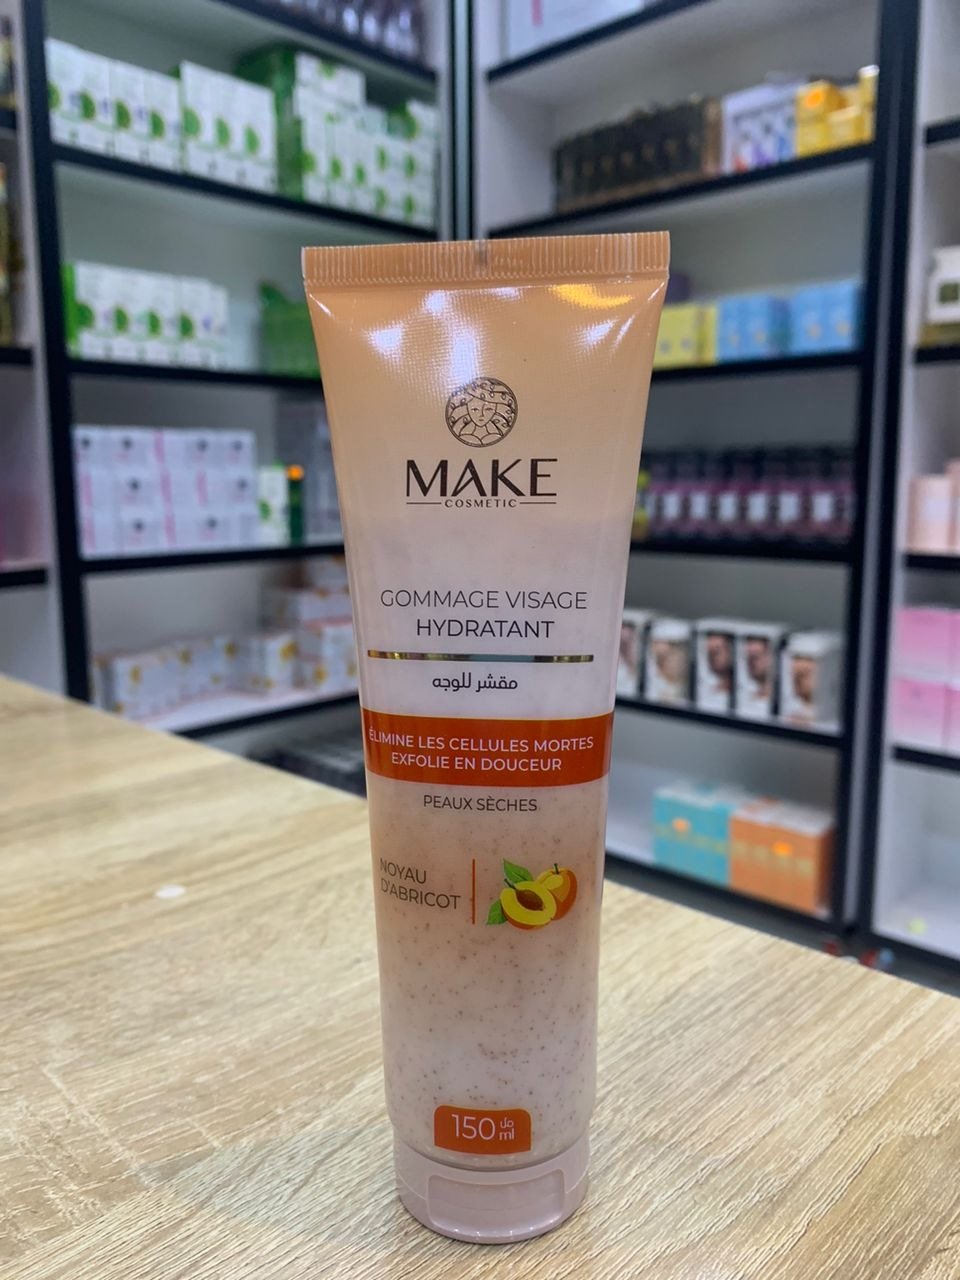 MAKE
COSMETIC
GOMMAGE VISAGE
HYDRATANT
مقشر للوجه
ÉLIMINE LES CELLULES MORTES
EXFOLIE EN DOUCEUR
PEAUX SÈCHES
NOYAU
D'ABRICOT
150 مل ml